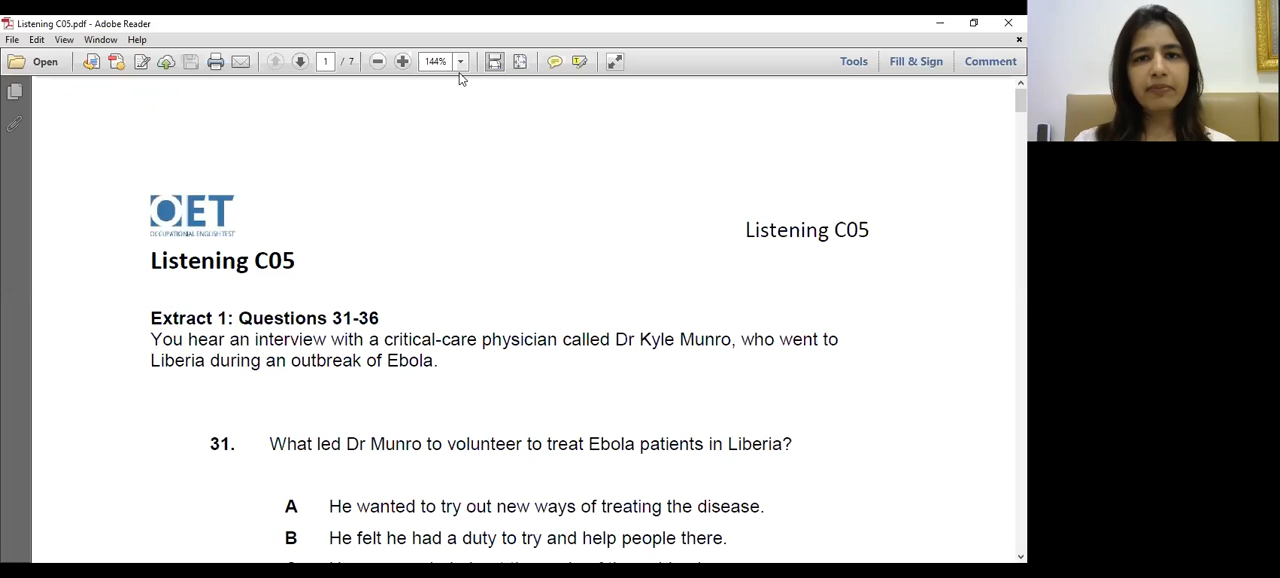 Listening C05.pdf - Adobe Reader
File Edit View Window Help
Open 1 / 7 144% Tools Fill & Sign Comment
OET
OCCUPATIONAL ENGLISH TEST
Listening C05
Listening C05
Extract 1: Questions 31-36
You hear an interview with a critical-care physician called Dr Kyle Munro, who went to
Liberia during an outbreak of Ebola.
31. What led Dr Munro to volunteer to treat Ebola patients in Liberia?
A He wanted to try out new ways of treating the disease.
B He felt he had a duty to try and help people there.